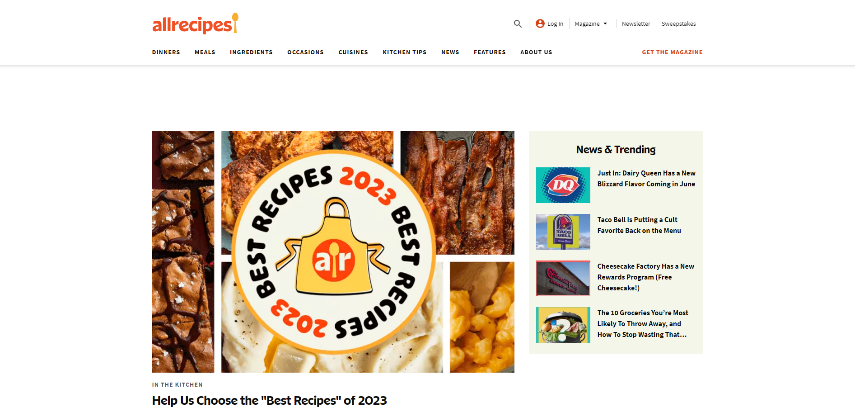 allrecipes
Log In
Magazine
Newsletter
Sweepstakes
DINNERS
MEALS
INGREDIENTS
OCCASIONS
CUISINES
KITCHEN TIPS
NEWS
FEATURES
ABOUT US
GET THE MAGAZINE
BEST RECIPES 2023
BEST RECIPES 2023
ar
IN THE KITCHEN
Help Us Choose the "Best Recipes" of 2023
News & Trending
DQ
Just In: Dairy Queen Has a New
Blizzard Flavor Coming in June
Taco Bell Is Putting a Cult
Favorite Back on the Menu
Cheesecake Factory Has a New
Rewards Program (Free
Cheesecake!)
The 10 Groceries You're Most
Likely To Throw Away, and
How To Stop Wasting That...